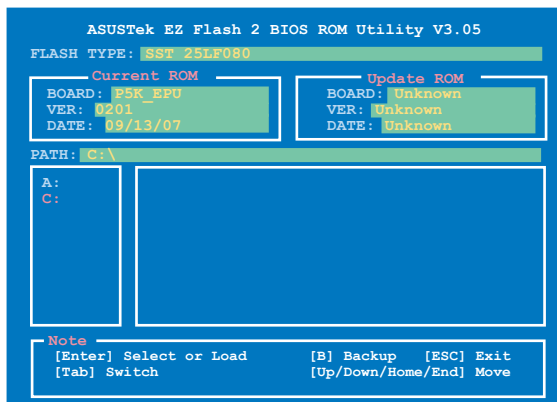 ASUSTek EZ Flash 2 BIOS ROM Utility V3.05
FLASH TYPE: SST 25LF080
Current ROM
BOARD: P5K_EPU
VER: 0201
DATE: 09/13/07
Update ROM
BOARD: Unknown
VER: Unknown
DATE: Unknown
PATH: C:\
A:
C:
Note
[Enter] Select or Load [B] Backup [ESC] Exit
[Tab] Switch [Up/Down/Home/End] Move